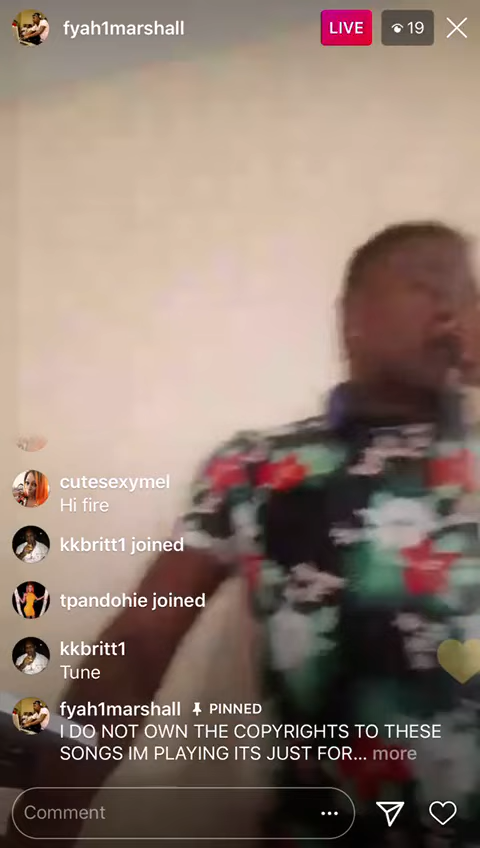 fyah1marshall
LIVE
19
cutesexymel
Hi fire
kkbritt1 joined
tpandohie joined
kkbritt1
Tune
fyah1marshall PINNED
I DO NOT OWN THE COPYRIGHTS TO THESE
SONGS IM PLAYING ITS JUST FOR... more
Comment